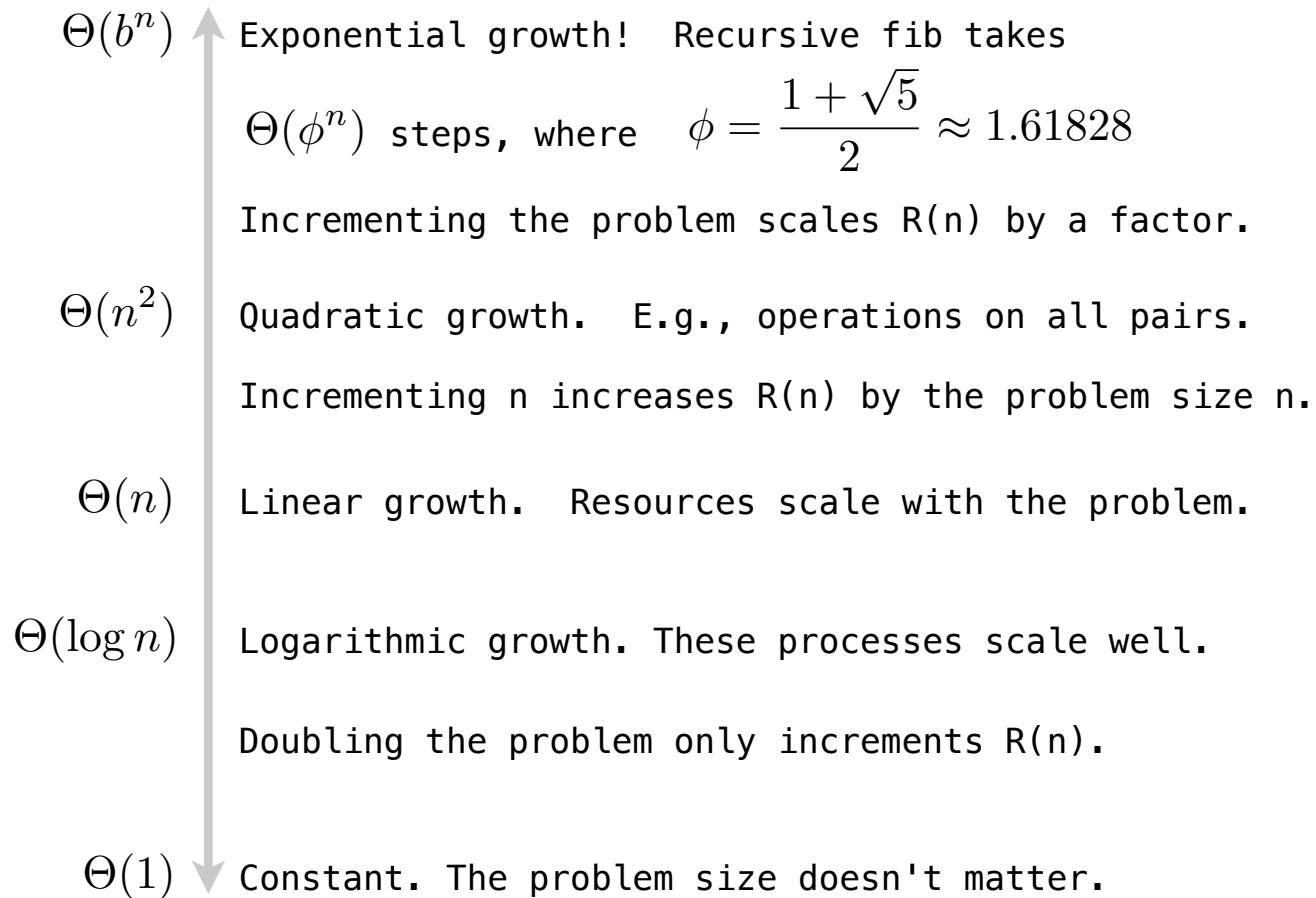 Θ(bⁿ) Exponential growth! Recursive fib takes
Θ(ϕⁿ) steps, where ϕ = (1 + √5)/2 ≈ 1.61828
Incrementing the problem scales R(n) by a factor.
Θ(n²) Quadratic growth. E.g., operations on all pairs.
Incrementing n increases R(n) by the problem size n.
Θ(n) Linear growth. Resources scale with the problem.
Θ(log n) Logarithmic growth. These processes scale well.
Doubling the problem only increments R(n).
Θ(1) Constant. The problem size doesn't matter.